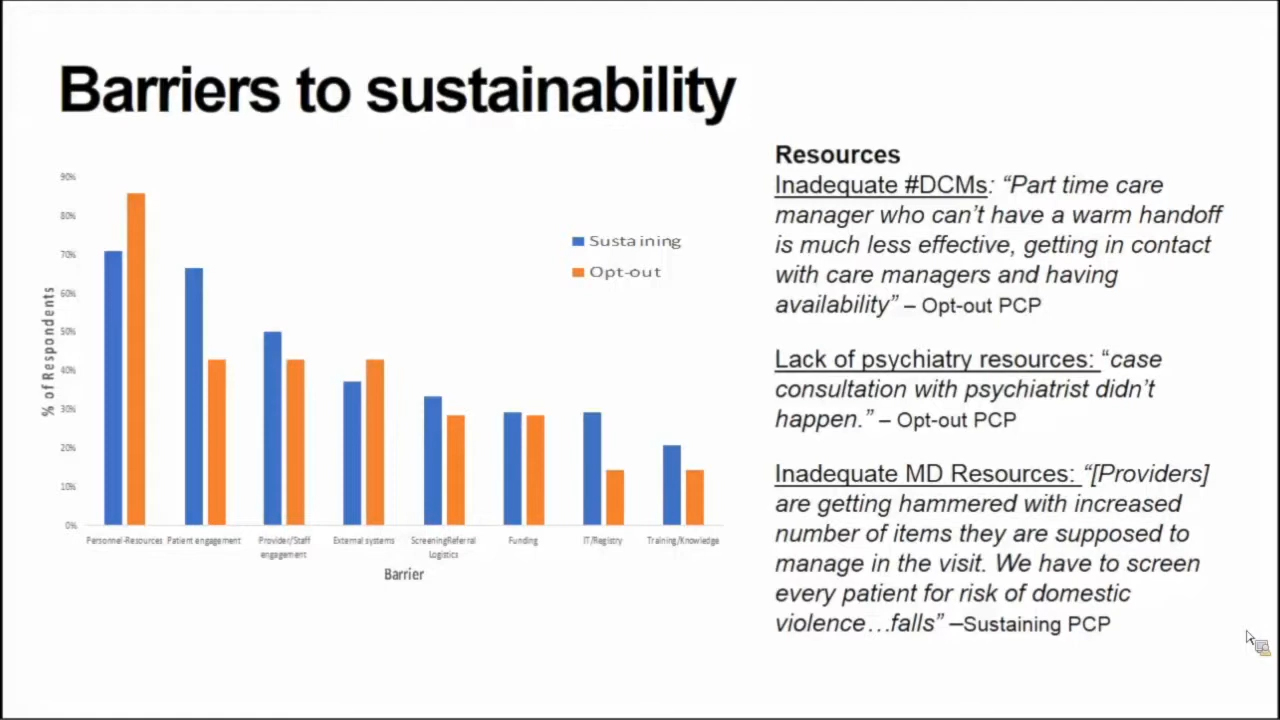 Barriers to sustainability
90%
80%
70%
60%
50%
40%
30%
20%
10%
0%
% of Respondents
Sustaining
Opt-out
Personnel-Resources
Patient engagement
Provider/Staff
engagement
External systems
ScreeningReferral
Logistics
Funding
IT/Registry
Training/Knowledge
Barrier
Resources
Inadequate #DCMs: “Part time care
manager who can’t have a warm handoff
is much less effective, getting in contact
with care managers and having
availability” – Opt-out PCP
Lack of psychiatry resources: “case
consultation with psychiatrist didn’t
happen.” – Opt-out PCP
Inadequate MD Resources: “[Providers]
are getting hammered with increased
number of items they are supposed to
manage in the visit. We have to screen
every patient for risk of domestic
violence…falls” –Sustaining PCP